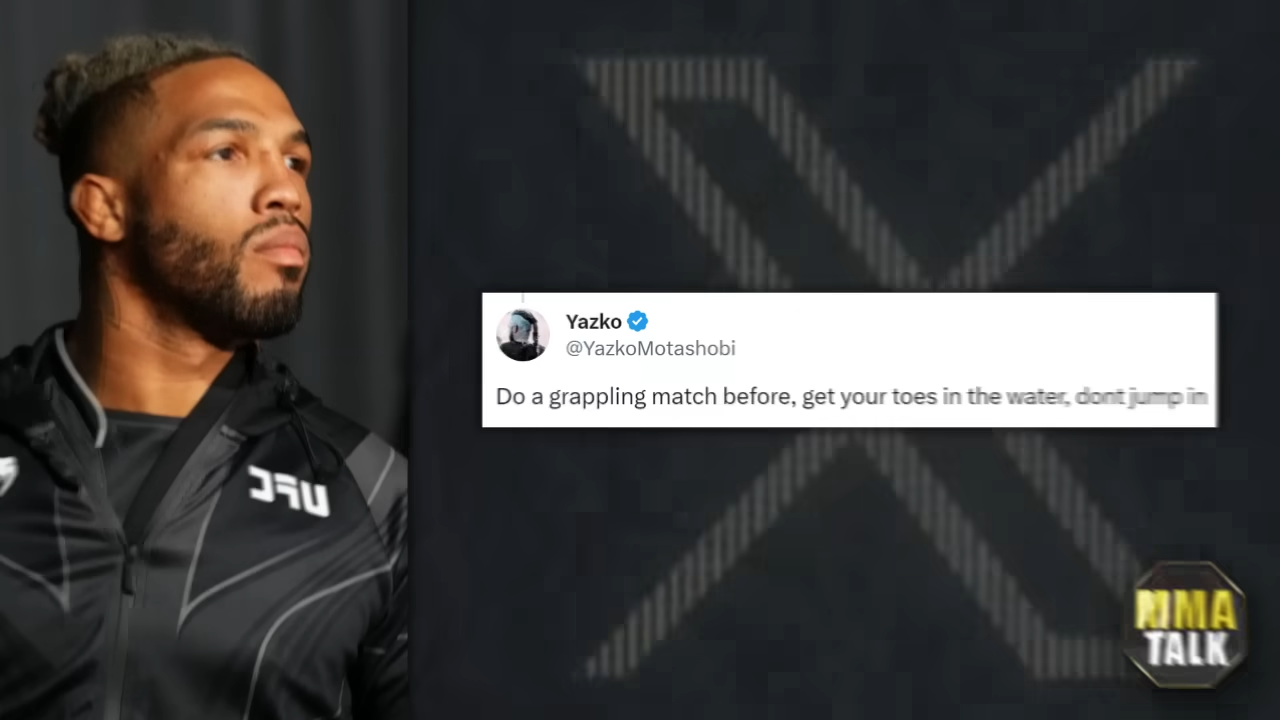 UFC
Yazko
@YazkoMotashobi
Do a grappling match before, get your toes in the water, dont jump in
MMA
TALK